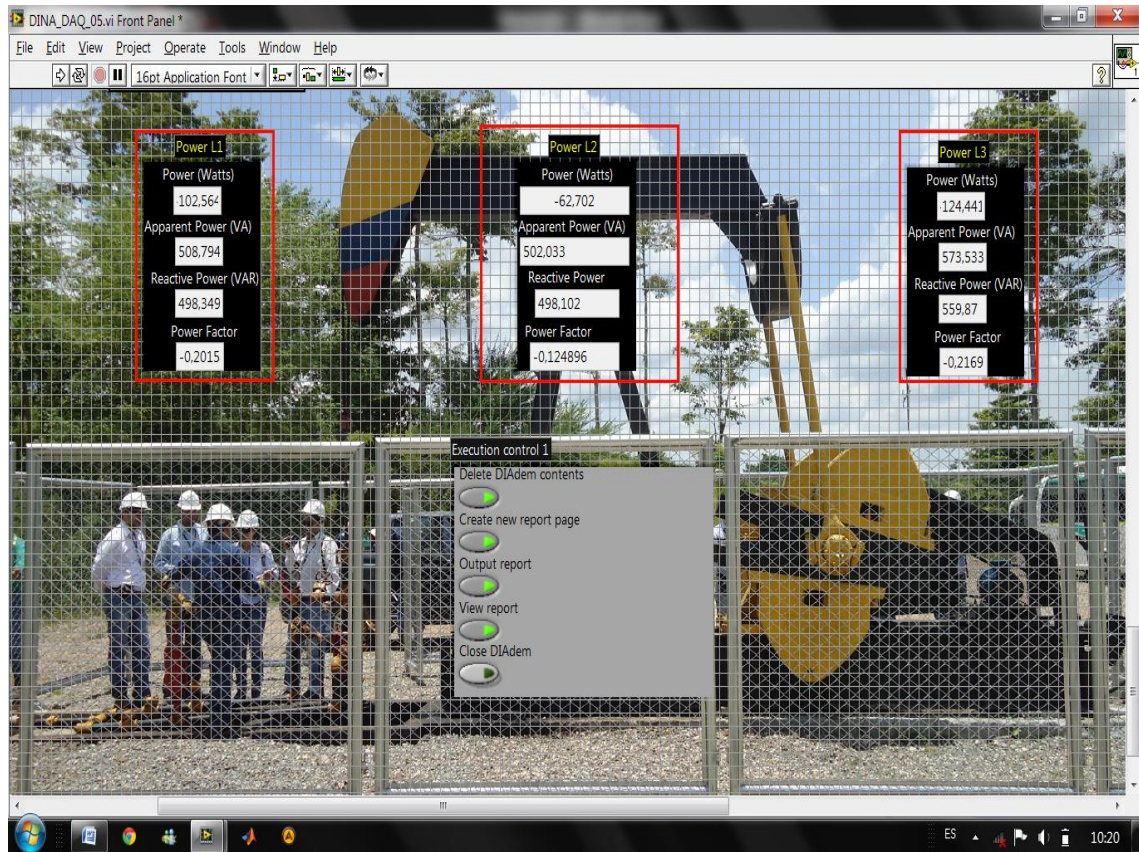 DINA_DAQ_05.vi Front Panel *
File Edit View Project Operate Tools Window Help
16pt Application Font
?
1
Power L1
Power (Watts)
-102,564
Apparent Power (VA)
508,794
Reactive Power (VAR)
498,349
Power Factor
-0,2015
Power L2
Power (Watts)
-62,702
Apparent Power (VA)
502,033
Reactive Power
498,102
Power Factor
-0,124896
Power L3
Power (Watts)
-124,441
Apparent Power (VA)
573,533
Reactive Power (VAR)
559,87
Power Factor
-0,2169
Execution control 1
Delete DIAdem contents
Create new report page
Output report
View report
Close DIAdem
ES 10:20